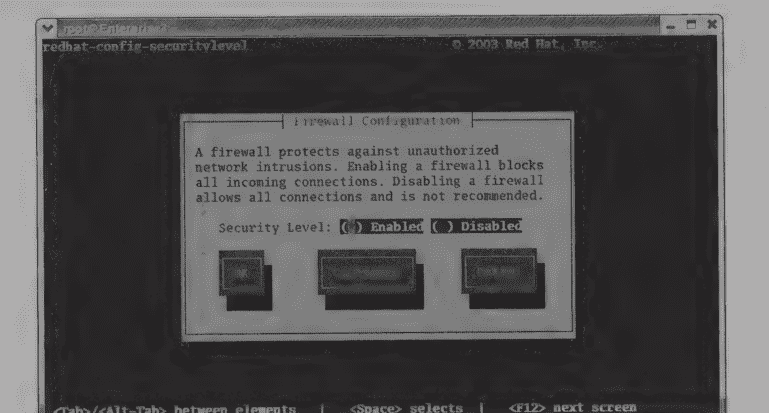 redhat-config-securitylevel © 2003 Red Hat, Inc.
Firewall Configuration
A firewall protects against unauthorized
network intrusions. Enabling a firewall blocks
all incoming connections. Disabling a firewall
allows all connections and is not recommended.
Security Level: (*) Enabled ( ) Disabled
OK
<Tab>/<Alt-Tab> between elements | <Space> selects | <F12> next screen